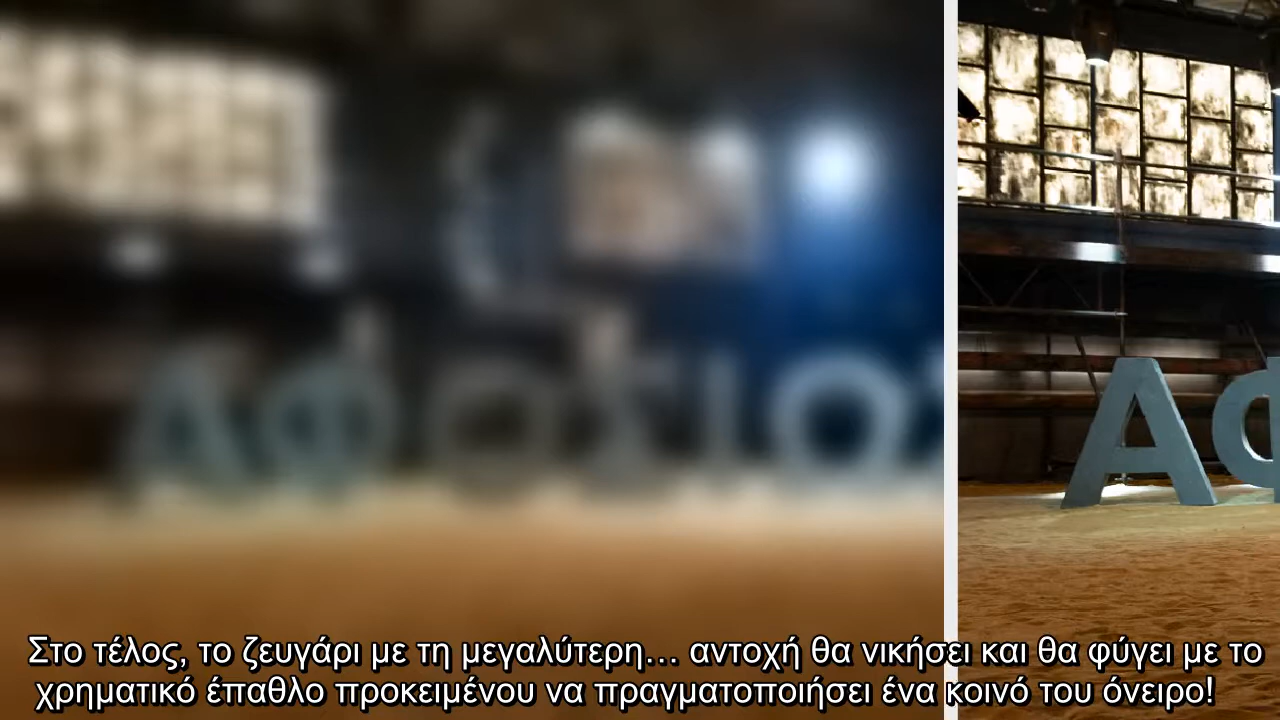 ΑΦ
Στο τέλος, το ζευγάρι με τη μεγαλύτερη… αντοχή θα νικήσει και θα φύγει με το
χρηματικό έπαθλο προκειμένου να πραγματοποιήσει ένα κοινό του όνειρο!